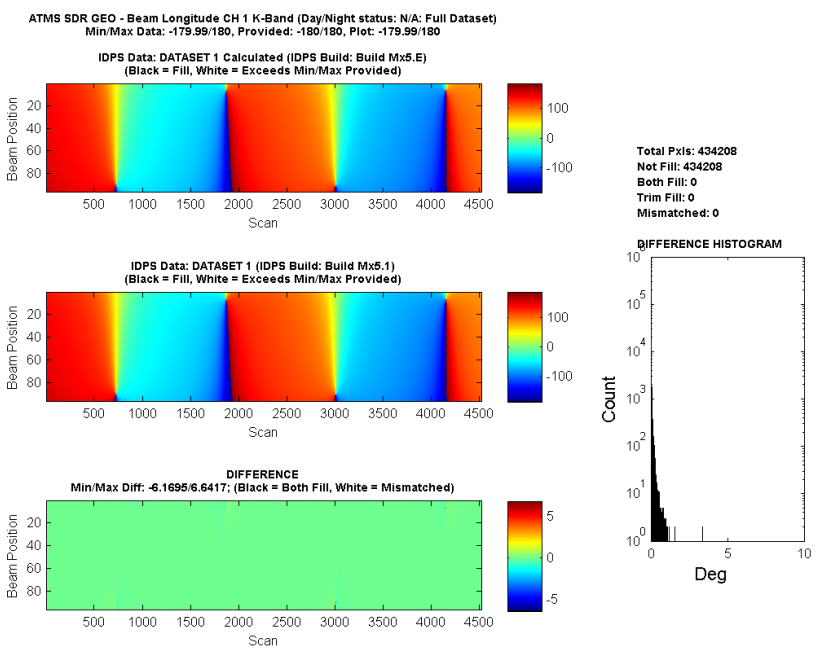 ATMS SDR GEO - Beam Longitude CH 1 K-Band (Day/Night status: N/A: Full Dataset)
Min/Max Data: -179.99/180, Provided: -180/180, Plot: -179.99/180
IDPS Data: DATASET 1 Calculated (IDPS Build: Build Mx5.E)
(Black = Fill, White = Exceeds Min/Max Provided)
Beam Position
20
40
60
80
500 1000 1500 2000 2500 3000 3500 4000 4500
Scan
100
0
-100
IDPS Data: DATASET 1 (IDPS Build: Build Mx5.1)
(Black = Fill, White = Exceeds Min/Max Provided)
Beam Position
20
40
60
80
500 1000 1500 2000 2500 3000 3500 4000 4500
Scan
100
0
-100
DIFFERENCE
Min/Max Diff: -6.1695/6.6417; (Black = Both Fill, White = Mismatched)
Beam Position
20
40
60
80
500 1000 1500 2000 2500 3000 3500 4000 4500
Scan
5
0
-5
Total Pxls: 434208
Not Fill: 434208
Both Fill: 0
Trim Fill: 0
Mismatched: 0
DIFFERENCE HISTOGRAM
Count
10^6
10^5
10^4
10^3
10^2
10^1
10^0
0 5 10
Deg